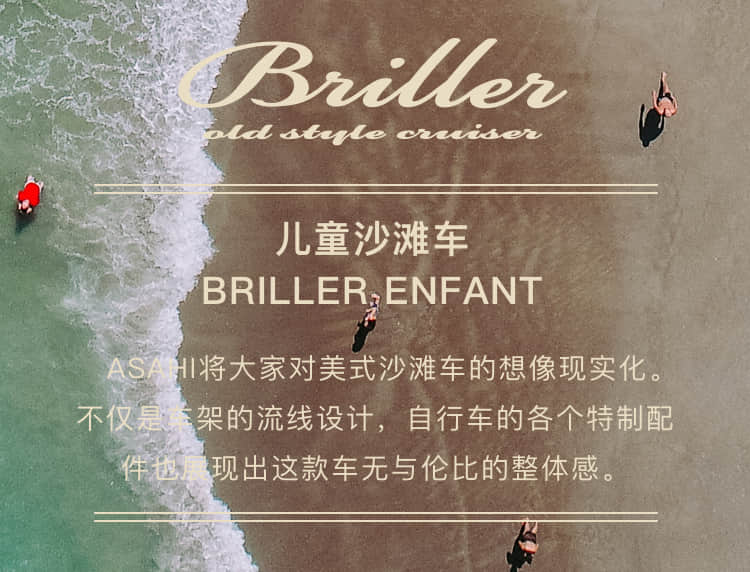 Briller
old style cruiser
儿童沙滩车
BRILLER ENFANT
ASAHI将大家对美式沙滩车的想像现实化。
不仅是车架的流线设计，自行车的各个特制配
件也展现出这款车无与伦比的整体感。